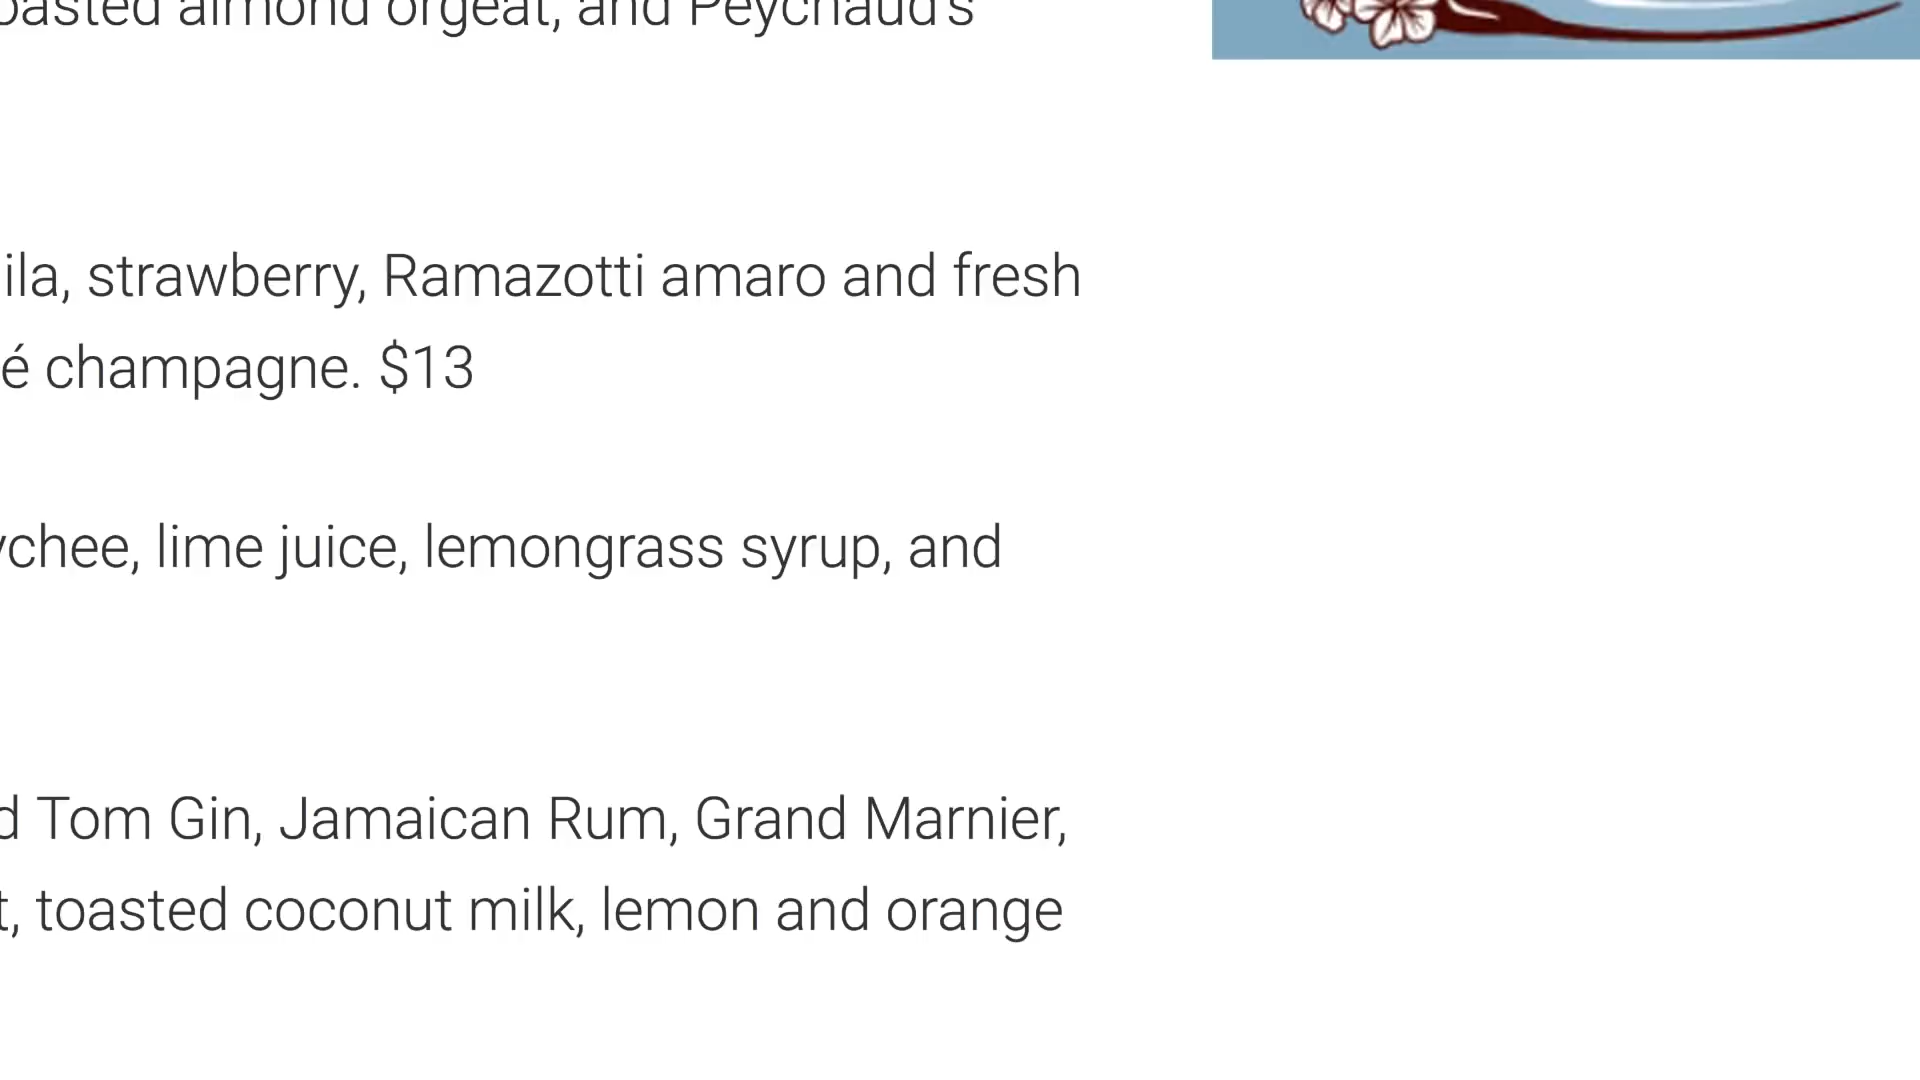 oasted almond orgeat, and Peychaud's
ila, strawberry, Ramazotti amaro and fresh
é champagne. $13
ychee, lime juice, lemongrass syrup, and
d Tom Gin, Jamaican Rum, Grand Marnier,
t, toasted coconut milk, lemon and orange